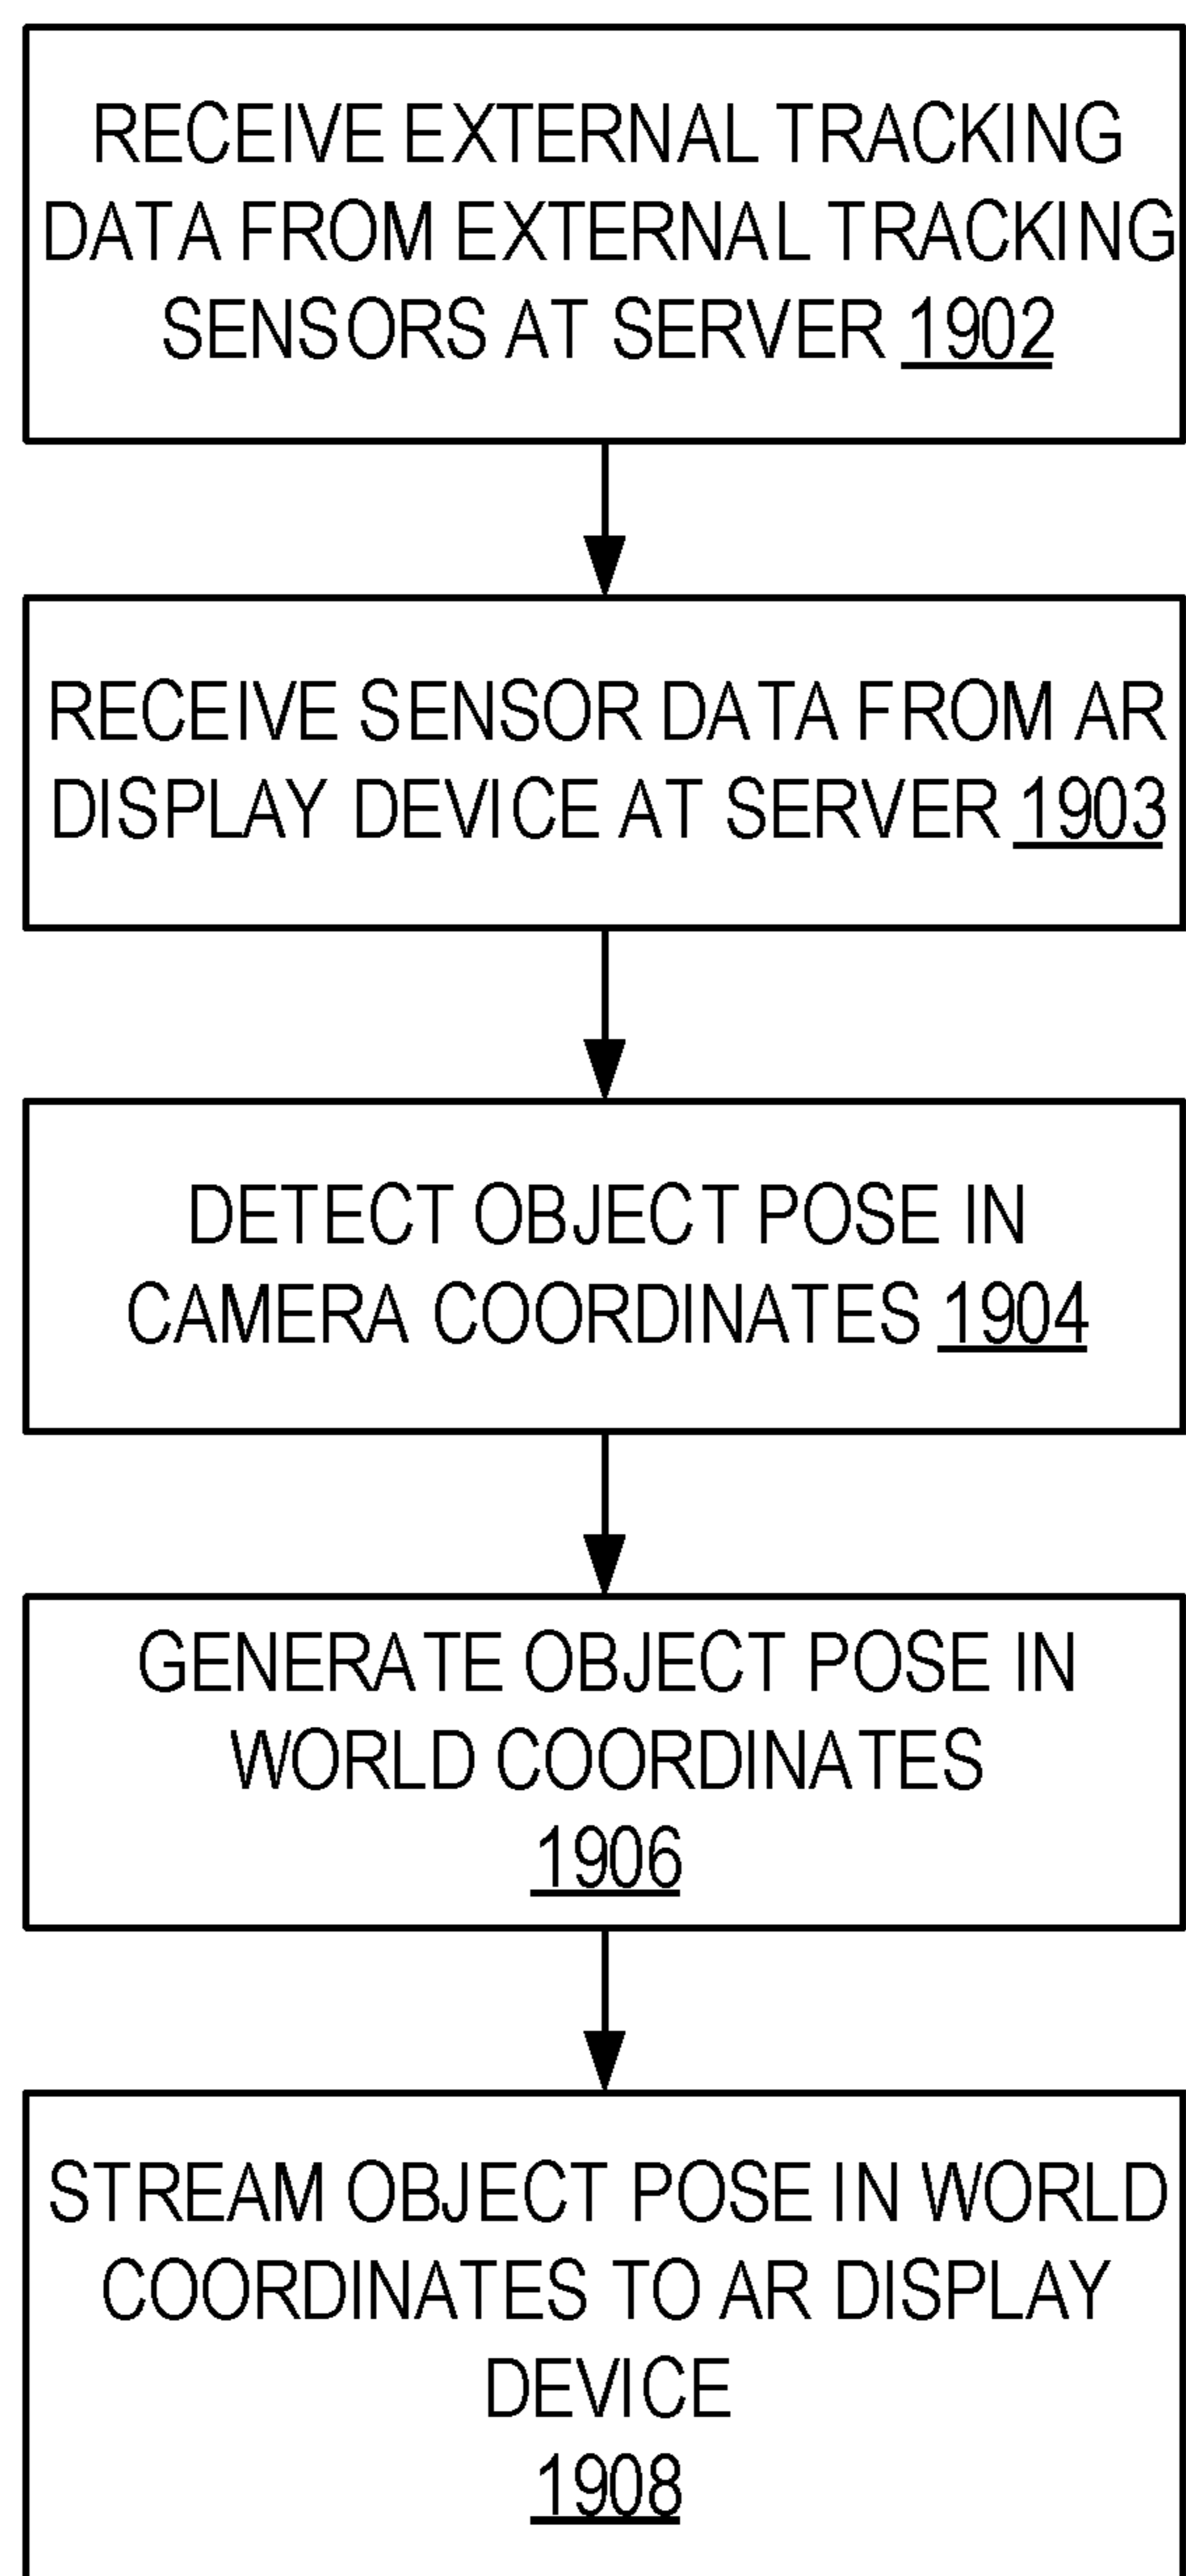 RECEIVE EXTERNAL TRACKING
DATA FROM EXTERNAL TRACKING
SENSORS AT SERVER 1902
RECEIVE SENSOR DATA FROM AR
DISPLAY DEVICE AT SERVER 1903
DETECT OBJECT POSE IN
CAMERA COORDINATES 1904
GENERATE OBJECT POSE IN
WORLD COORDINATES
1906
STREAM OBJECT POSE IN WORLD
COORDINATES TO AR DISPLAY
DEVICE
1908